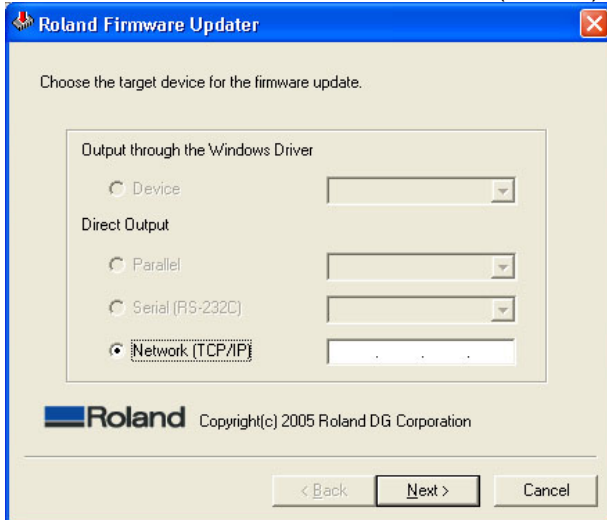 Roland Firmware Updater
Choose the target device for the firmware update.
Output through the Windows Driver
Device
Direct Output
Parallel
Serial (RS-232C)
Network (TCP/IP)
. . .
Roland Copyright(c) 2005 Roland DG Corporation
< Back Next > Cancel